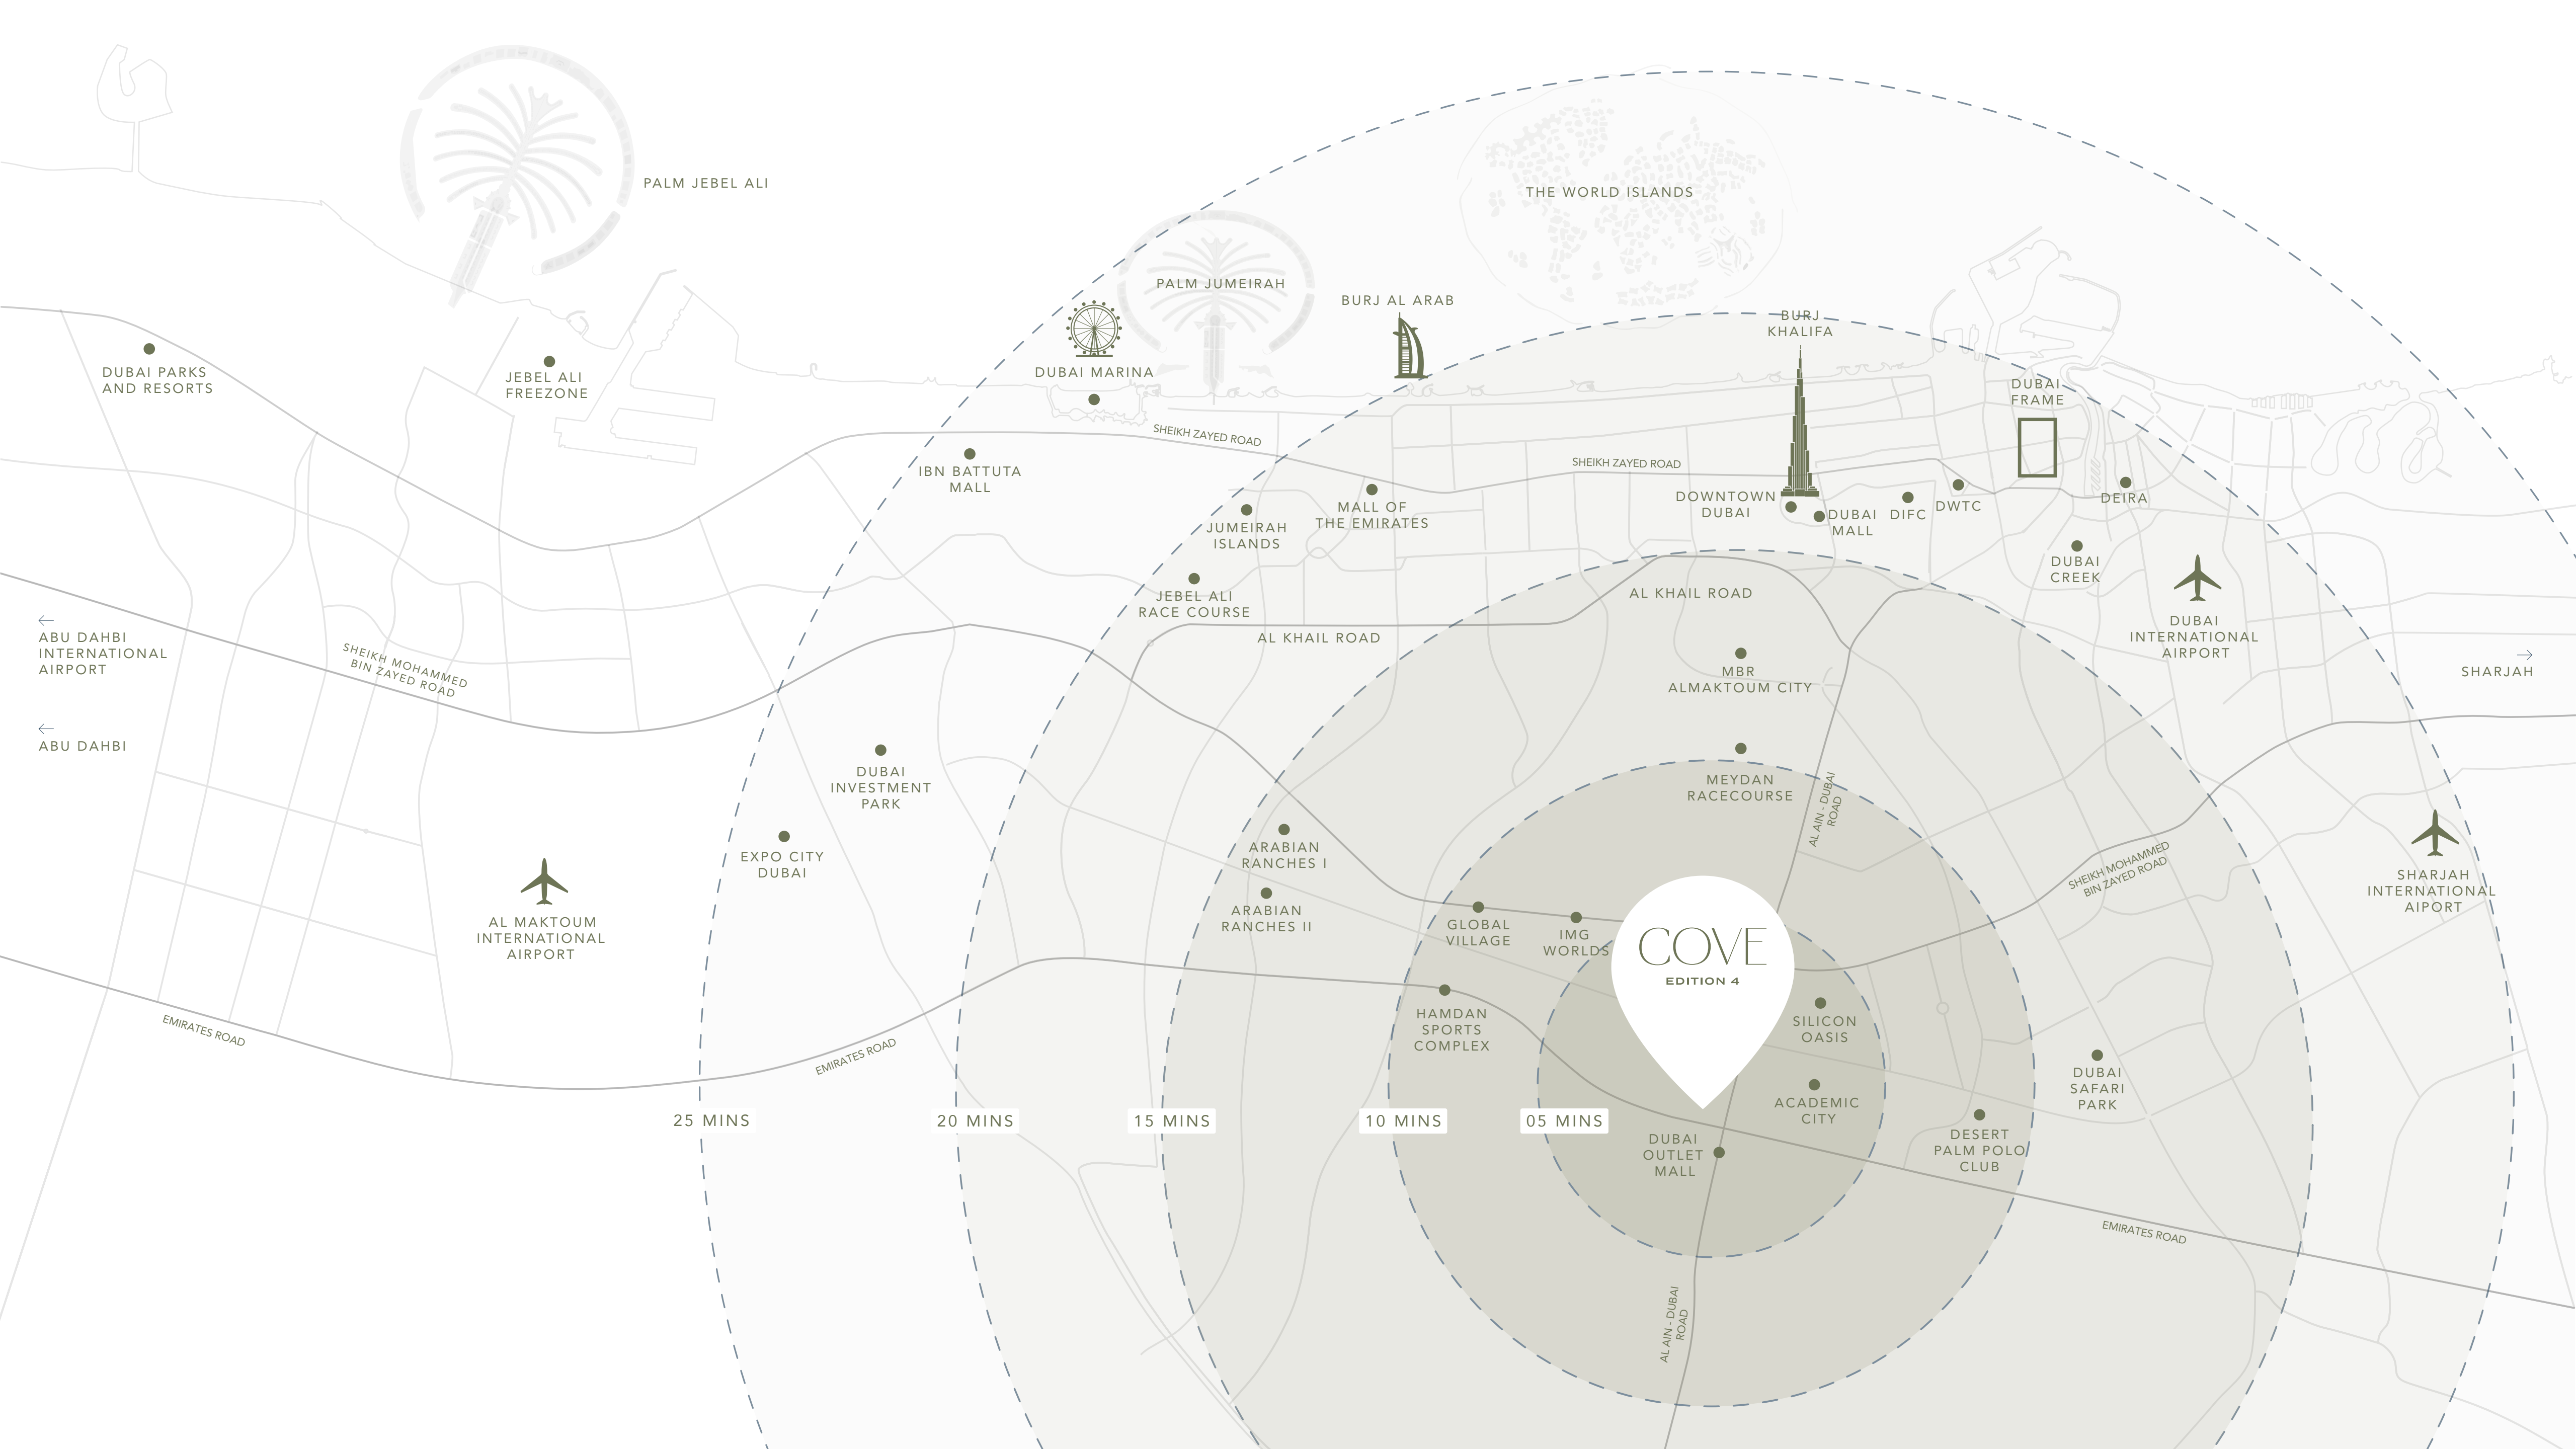 PALM JEBEL ALI
THE WORLD ISLANDS
PALM JUMEIRAH
BURJ AL ARAB
BURJ
KHALIFA
DUBAI PARKS
AND RESORTS
JEBEL ALI
FREEZONE
DUBAI MARINA
DUBAI
FRAME
SHEIKH ZAYED ROAD
SHEIKH ZAYED ROAD
IBN BATTUTA
MALL
JUMEIRAH
ISLANDS
MALL OF
THE EMIRATES
DOWNTOWN
DUBAI
DUBAI
MALL
DIFC
DWTC
DEIRA
DUBAI
CREEK
JEBEL ALI
RACE COURSE
AL KHAIL ROAD
AL KHAIL ROAD
DUBAI
INTERNATIONAL
AIRPORT
←
ABU DAHBI
INTERNATIONAL
AIRPORT
SHEIKH MOHAMMED
BIN ZAYED ROAD
→
SHARJAH
←
ABU DAHBI
MBR
ALMAKTOUM CITY
DUBAI
INVESTMENT
PARK
MEYDAN
RACECOURSE
AL AIN - DUBAI
ROAD
EXPO CITY
DUBAI
ARABIAN
RANCHES I
ARABIAN
RANCHES II
SHEIKH MOHAMMED
BIN ZAYED ROAD
SHARJAH
INTERNATIONAL
AIPORT
AL MAKTOUM
INTERNATIONAL
AIRPORT
GLOBAL
VILLAGE
IMG
WORLDS
COVE
EDITION 4
HAMDAN
SPORTS
COMPLEX
SILICON
OASIS
EMIRATES ROAD
EMIRATES ROAD
ACADEMIC
CITY
DUBAI
SAFARI
PARK
25 MINS
20 MINS
15 MINS
10 MINS
05 MINS
DUBAI
OUTLET
MALL
DESERT
PALM POLO
CLUB
EMIRATES ROAD
AL AIN - DUBAI
ROAD